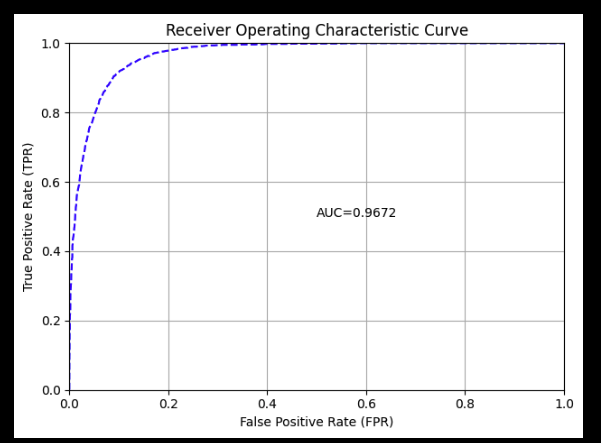 Receiver Operating Characteristic Curve
1.0
0.8
0.6
0.4
0.2
0.0
True Positive Rate (TPR)
AUC=0.9672
0.0 0.2 0.4 0.6 0.8 1.0
False Positive Rate (FPR)